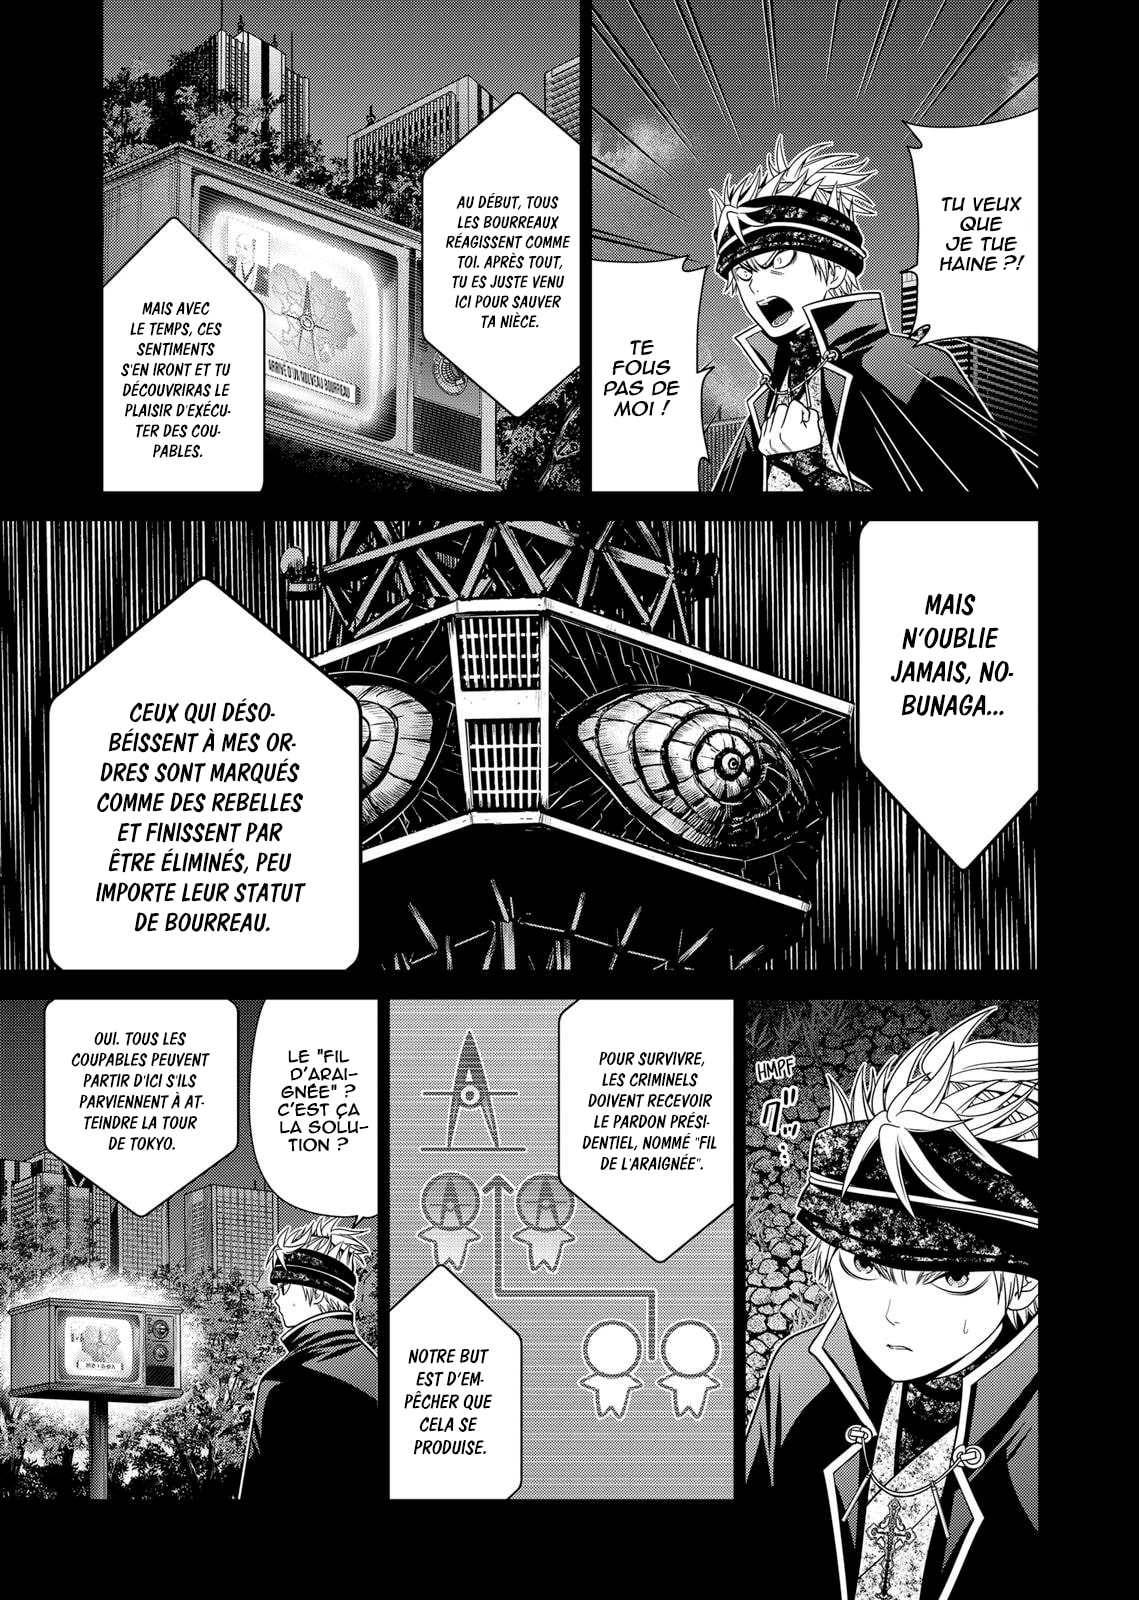 TU VEUX
QUE
JE TUE
HAINE ?!
TE
FOUS
PAS DE
MOI !
AU DÉBUT, TOUS
LES BOURREAUX
RÉAGISSENT COMME
TOI. APRÈS TOUT,
TU ES JUSTE VENU
ICI POUR SAUVER
TA NIÈCE.
ARRIVÉ D'UN NOUVEAU BOURREAU
MAIS AVEC
LE TEMPS, CES
SENTIMENTS
S'EN IRONT ET TU
DÉCOUVRIRAS
LE PLAISIR D'EXÉCU-
TER DES COU-
PABLES.
MAIS
N'OUBLIE
JAMAIS, NO-
BUNAGA...
CEUX QUI DÉSO-
BÉISSENT À MES OR-
DRES SONT MARQUÉS
COMME DES REBELLES
ET FINISSENT PAR
ÊTRE ÉLIMINÉS, PEU
IMPORTE LEUR STATUT
DE BOURREAU.
HMPF
POUR SURVIVRE,
LES CRIMINELS
DOIVENT RECEVOIR
LE PARDON PRÉSI-
DENTIEL, NOMMÉ "FIL
DE L'ARAIGNÉE".
A
A
A
NOTRE BUT
EST D'EM-
PÊCHER QUE
CELA SE
PRODUISE.
LE "FIL
D'ARAI-
GNÉE" ?
C'EST ÇA
LA SOLU-
TION ?
OUI. TOUS LES
COUPABLES PEUVENT
PARTIR D'ICI S'ILS
PARVIENNENT À AT-
TEINDRE LA TOUR
DE TOKYO.